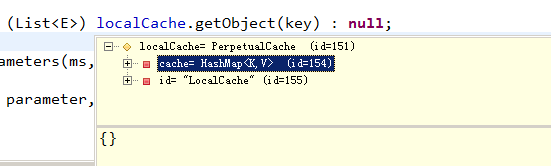 (List<E>) localCache.getObject(key) : null;
localCache= PerpetualCache (id=151)
ameters(ms,
cache= HashMap<K,V> (id=154)
id= "LocalCache" (id=155)
parameter,
{}